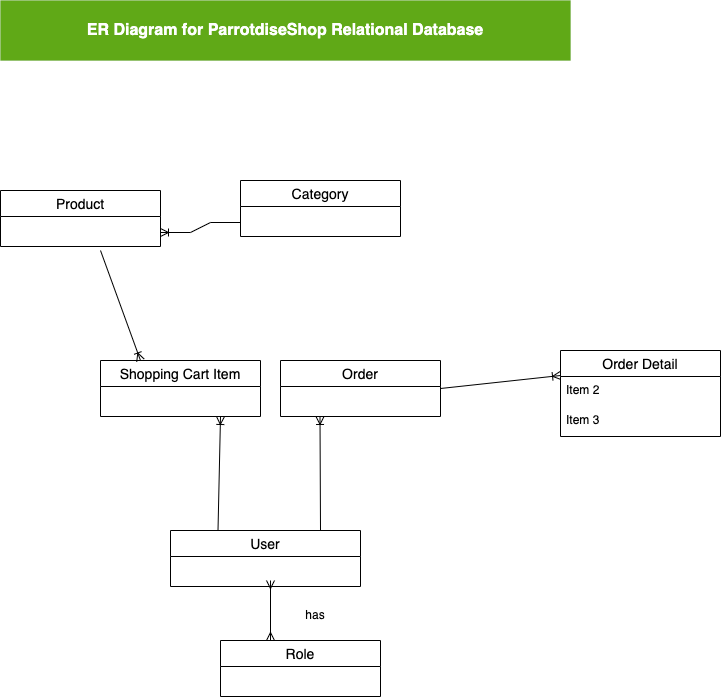 ER Diagram for ParrotdiseShop Relational Database
Category
Product
Shopping Cart Item
Order
Order Detail
Item 2
Item 3
User
has
Role